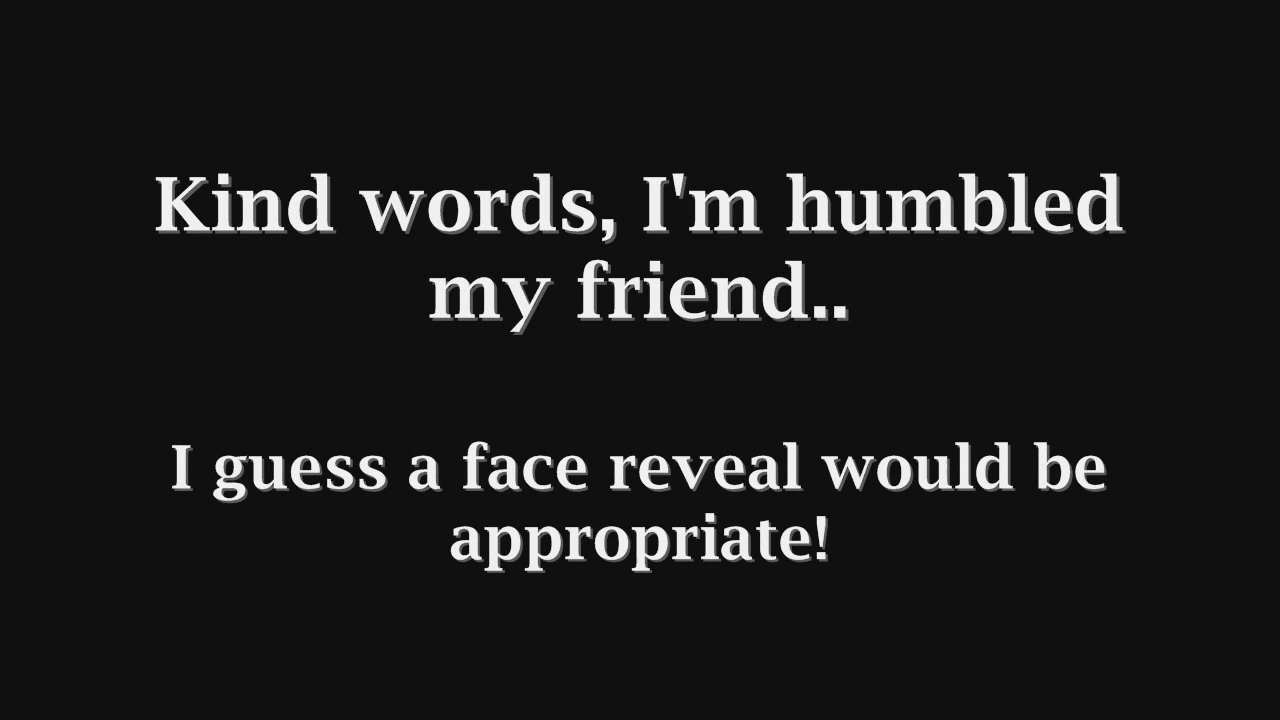 Kind words, I'm humbled
my friend..
I guess a face reveal would be
appropriate!